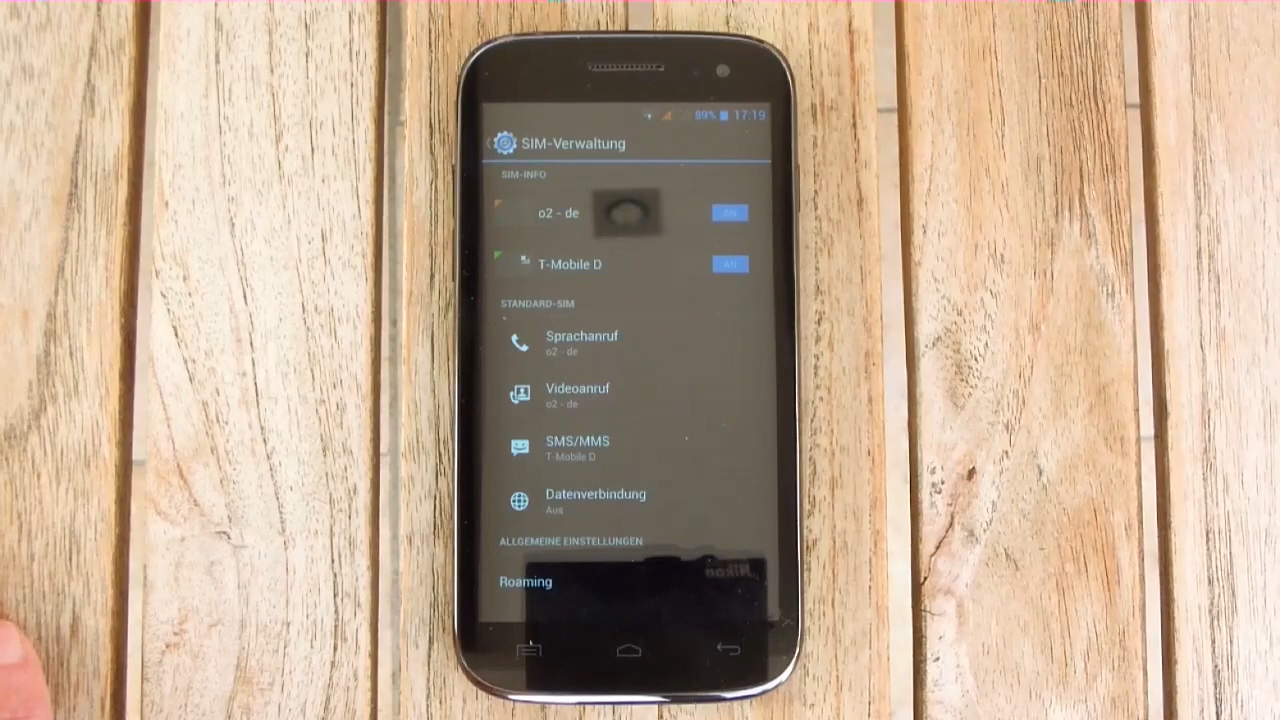 89% 17:19
SIM-Verwaltung
SIM-INFO
o2 - de AN
T-Mobile D AN
STANDARD-SIM
Sprachanruf
o2 - de
Videoanruf
o2 - de
SMS/MMS
T-Mobile D
Datenverbindung
Aus
ALLGEMEINE EINSTELLUNGEN
Nikon
Roaming